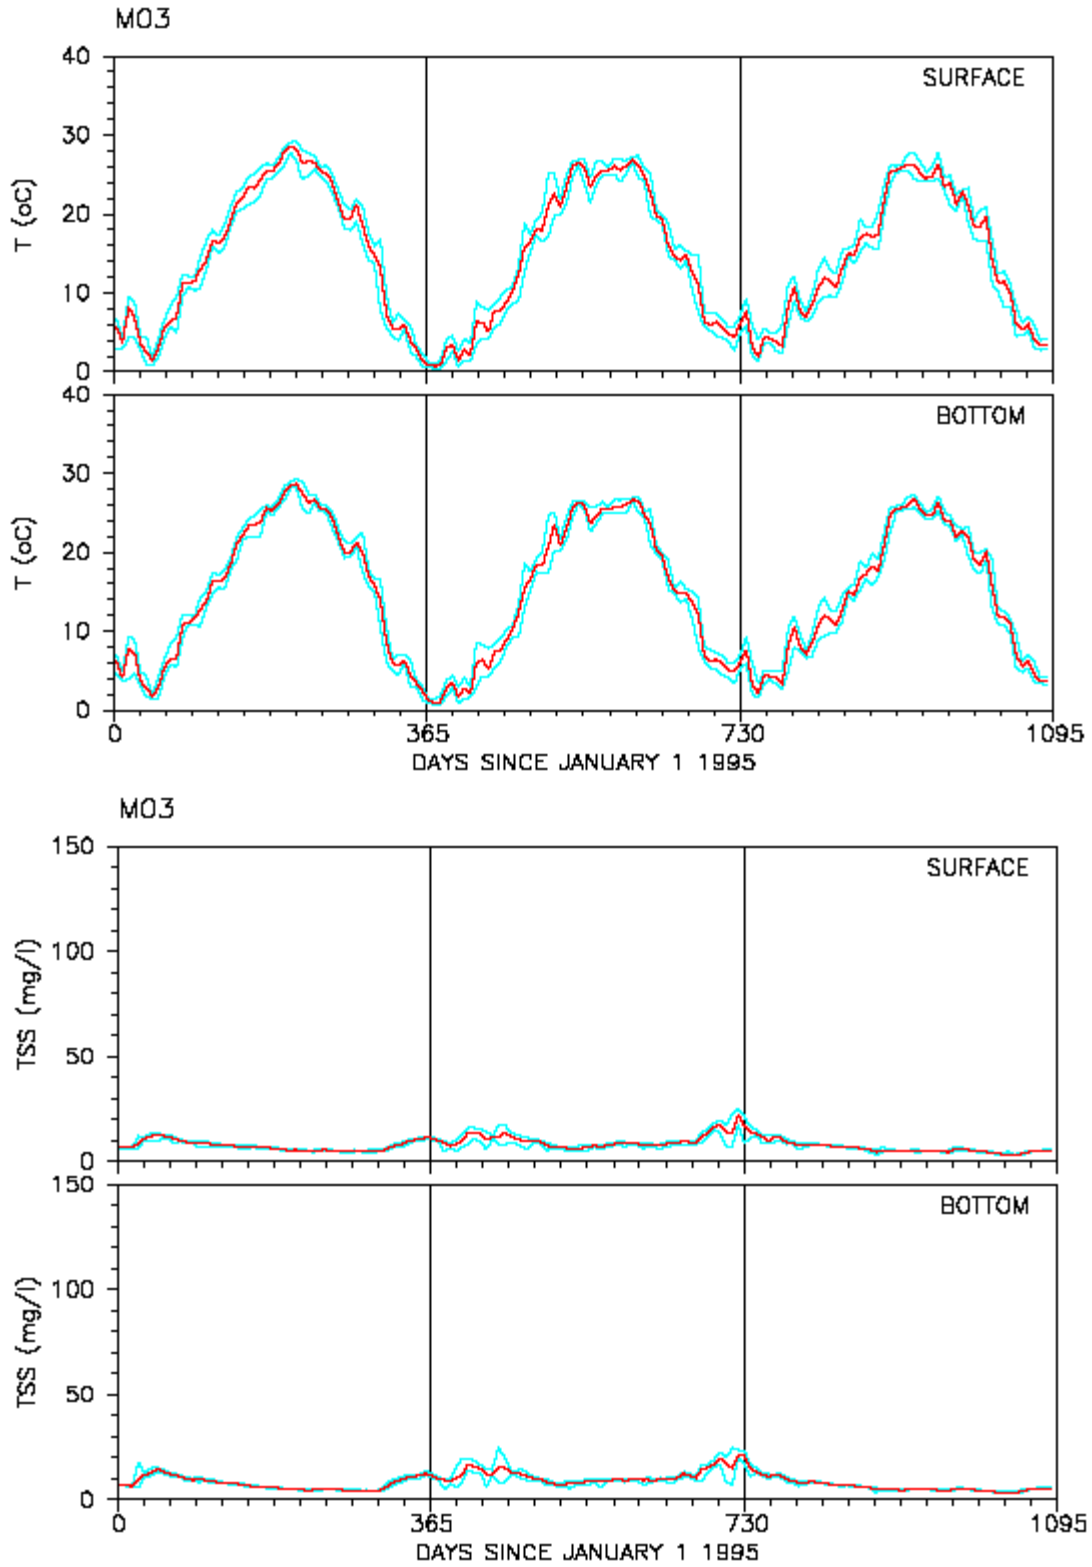 MO3
40
SURFACE
30
T (oC)
20
10
0
40
BOTTOM
30
T (oC)
20
10
0
0 365 730 1095
DAYS SINCE JANUARY 1 1995
MO3
150
SURFACE
100
TSS (mg/l)
50
0
150
BOTTOM
100
TSS (mg/l)
50
0
0 365 730 1095
DAYS SINCE JANUARY 1 1995